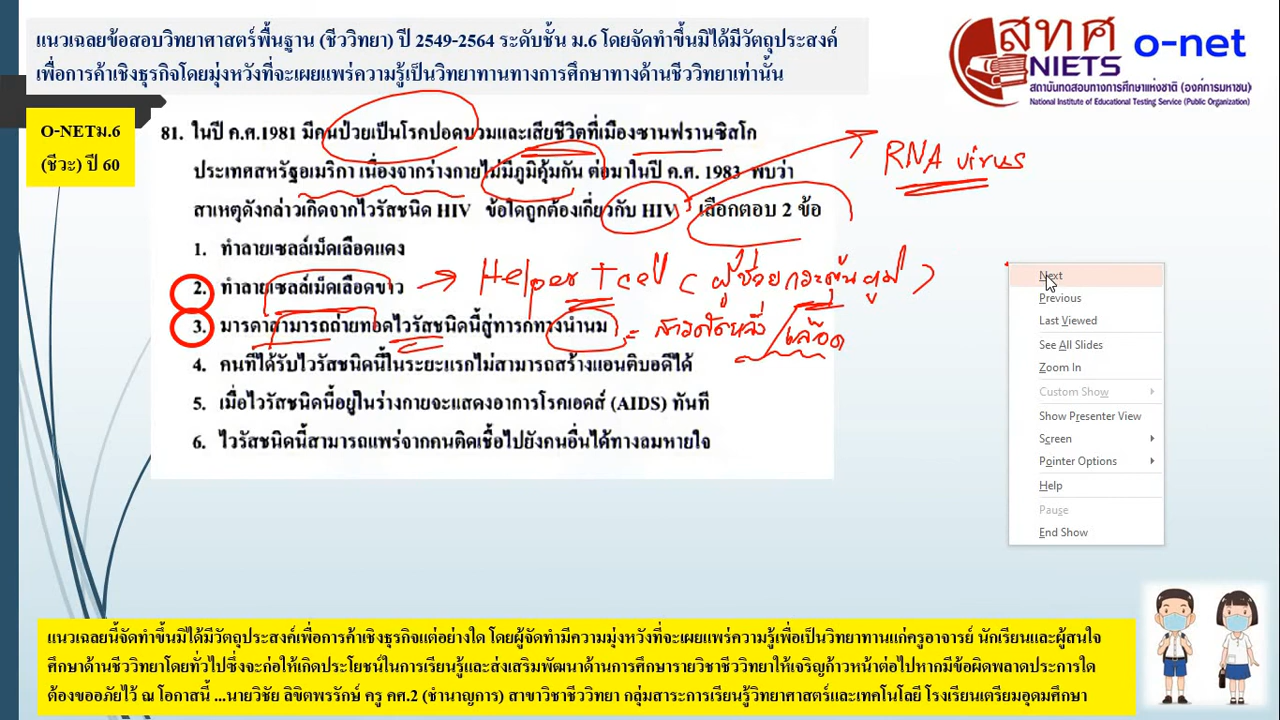 แนวเฉลยข้อสอบวิทยาศาสตร์พื้นฐาน (ชีววิทยา) ปี 2549-2564 ระดับชั้น ม.6 โดยจัดทำขึ้นมิได้มีวัตถุประสงค์
เพื่อการค้าเชิงธุรกิจโดยมุ่งหวังที่จะเผยแพร่ความรู้เป็นวิทยาทานทางการศึกษาทางด้านชีววิทยาเท่านั้น
สทศ
NIETS
o-net
สถาบันทดสอบทางการศึกษาแห่งชาติ (องค์การมหาชน)
National Institute of Educational Testing Service (Public Organization)
O-NETม.6
(ชีวะ) ปี 60
81. ในปี ค.ศ.1981 มีคนป่วยเป็นโรคปอดบวมและเสียชีวิตที่เมืองซานฟรานซิสโก
ประเทศสหรัฐอเมริกา เนื่องจากร่างกายไม่มีภูมิคุ้มกัน ต่อมาในปี ค.ศ. 1983 พบว่า
สาเหตุดังกล่าวเกิดจากไวรัสชนิด HIV ข้อใดถูกต้องเกี่ยวกับ HIV เลือกตอบ 2 ข้อ
RNA virus
1. ทำลายเซลล์เม็ดเลือดแดง
2. ทำลายเซลล์เม็ดเลือดขาว
Helper T cell ( ผู้ช่วยกระตุ้นภูมิ )
3. มารดาสามารถถ่ายทอดไวรัสชนิดนี้สู่ทารกทางน้ำนม
= สารคัดหลั่ง / เลือด
4. คนที่ได้รับไวรัสชนิดนี้ในระยะแรกไม่สามารถสร้างแอนติบอดีได้
5. เมื่อไวรัสชนิดนี้อยู่ในร่างกายจะแสดงอาการโรคเอดส์ (AIDS) ทันที
6. ไวรัสชนิดนี้สามารถแพร่จากคนติดเชื้อไปยังคนอื่นได้ทางลมหายใจ
Next
Previous
Last Viewed
See All Slides
Zoom In
Custom Show
Show Presenter View
Screen
Pointer Options
Help
Pause
End Show
แนวเฉลยนี้จัดทำขึ้นมิได้มีวัตถุประสงค์เพื่อการค้าเชิงธุรกิจแต่อย่างใด โดยผู้จัดทำมีความมุ่งหวังที่จะเผยแพร่ความรู้เพื่อเป็นวิทยาทานแก่ครูอาจารย์ นักเรียนและผู้สนใจ
ศึกษาด้านชีววิทยาโดยทั่วไปซึ่งจะก่อให้เกิดประโยชน์ในการเรียนรู้และส่งเสริมพัฒนาด้านการศึกษารายวิชาชีววิทยาให้เจริญก้าวหน้าต่อไปหากมีข้อผิดพลาดประการใด
ต้องขออภัยไว้ ณ โอกาสนี้ ...นายวิชัย ลิขิตพรรักษ์ ครู คศ.2 (ชำนาญการ) สาขาวิชาชีววิทยา กลุ่มสาระการเรียนรู้วิทยาศาสตร์และเทคโนโลยี โรงเรียนเตรียมอุดมศึกษา